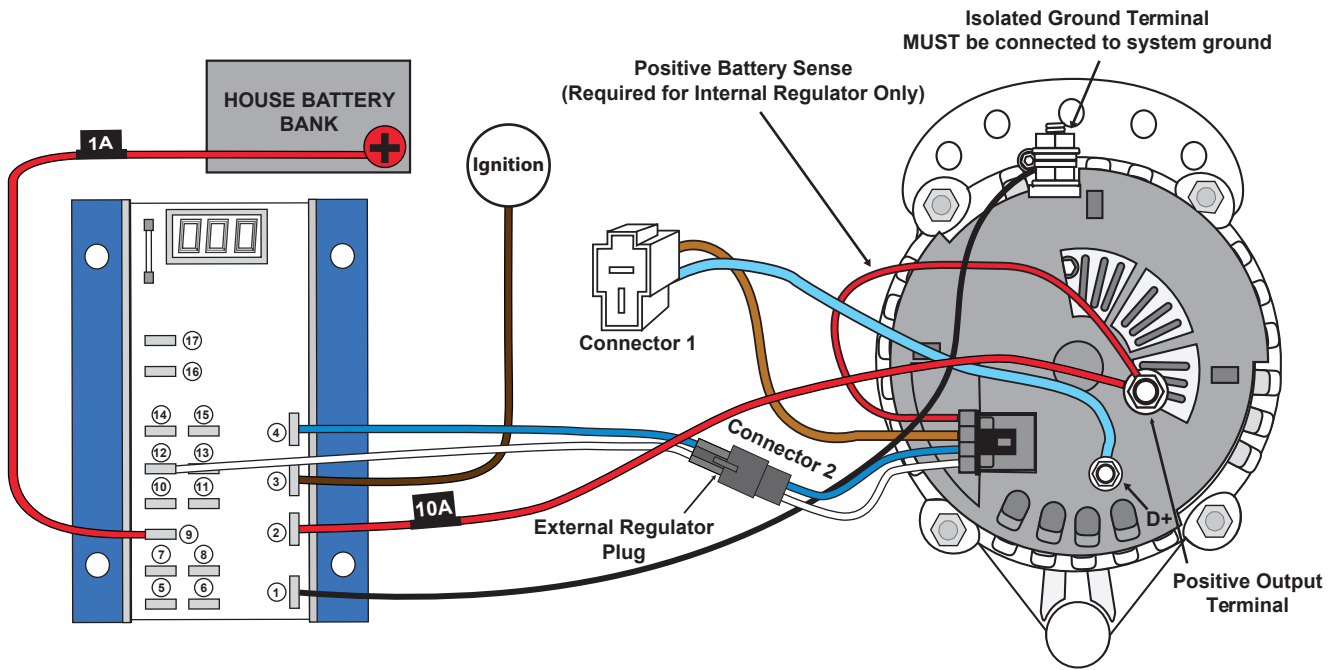 Isolated Ground Terminal
MUST be connected to system ground
Positive Battery Sense
(Required for Internal Regulator Only)
HOUSE BATTERY
BANK
1A
Ignition
000
Connector 1
17
16
14
15
4
12
13
3
10
11
9
2
7
8
5
6
1
10A
Connector 2
External Regulator
Plug
D+
Positive Output
Terminal